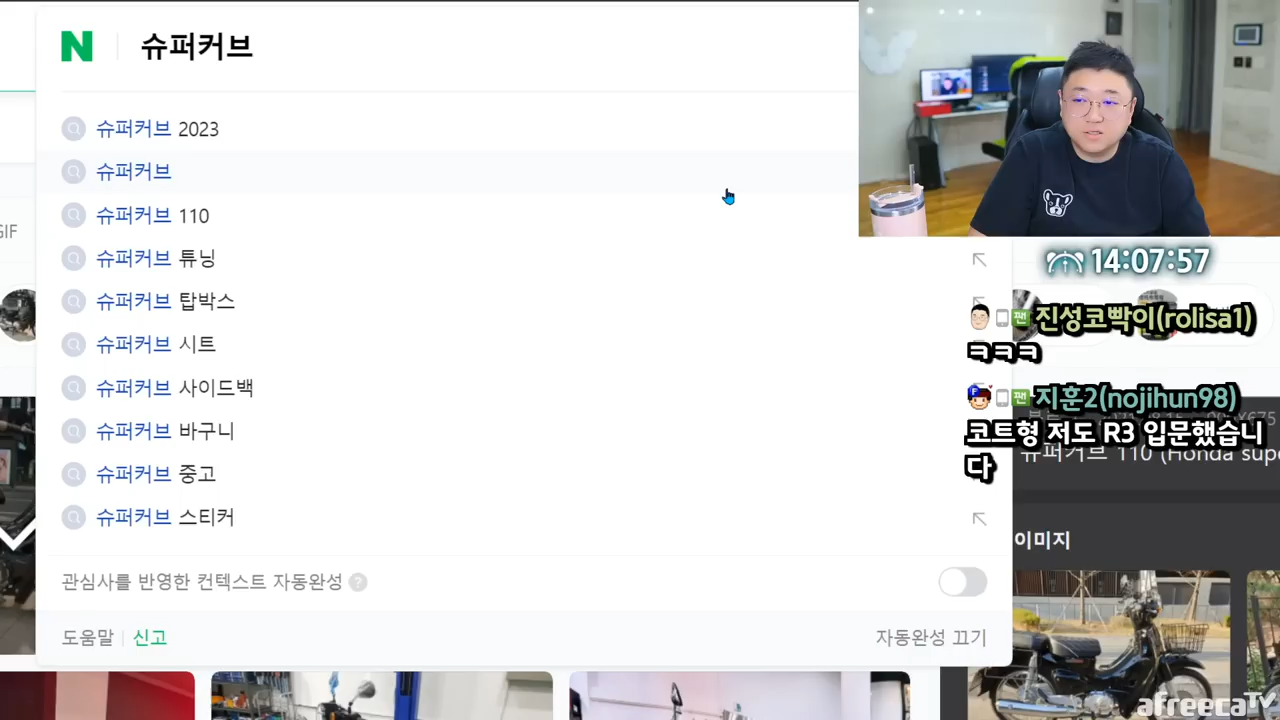 N
슈퍼커브
슈퍼커브 2023
슈퍼커브
슈퍼커브 110
슈퍼커브 튜닝
슈퍼커브 탑박스
슈퍼커브 시트
슈퍼커브 사이드백
슈퍼커브 바구니
슈퍼커브 중고
슈퍼커브 스티커
관심사를 반영한 컨텍스트 자동완성 ?
도움말 신고
자동완성 끄기
GIF
14:07:57
팬 진성코빡이(rolisa1)
ㅋㅋㅋ
팬 지훈2(nojihun98)
코트형 저도 R3 입문했습니
다
슈퍼커브 110 (Honda supe
이미지
afreecaTV